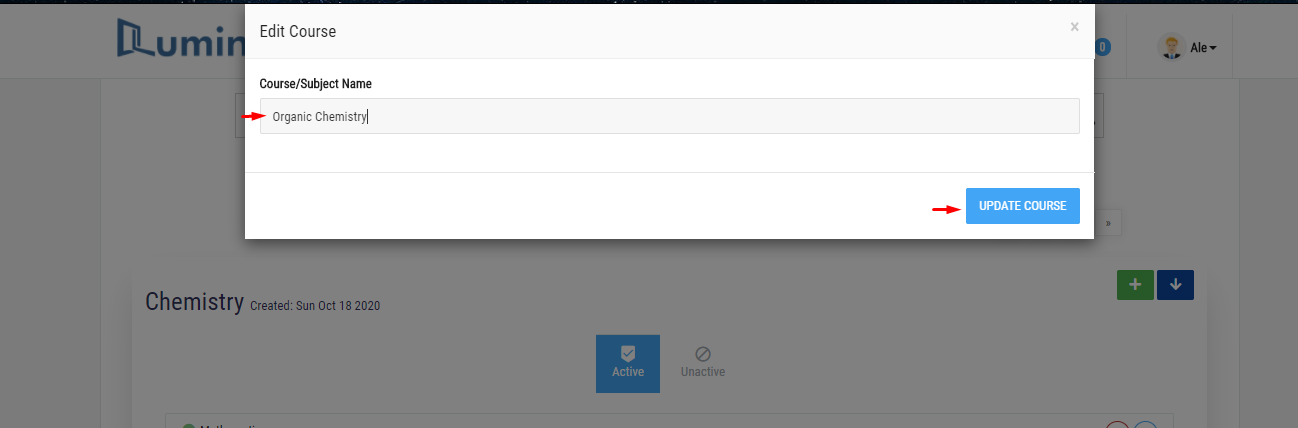 Edit Course
×
Lumin
0
Ale
Course/Subject Name
Organic Chemistry
UPDATE COURSE
»
Chemistry Created: Sun Oct 18 2020
Active
Unactive